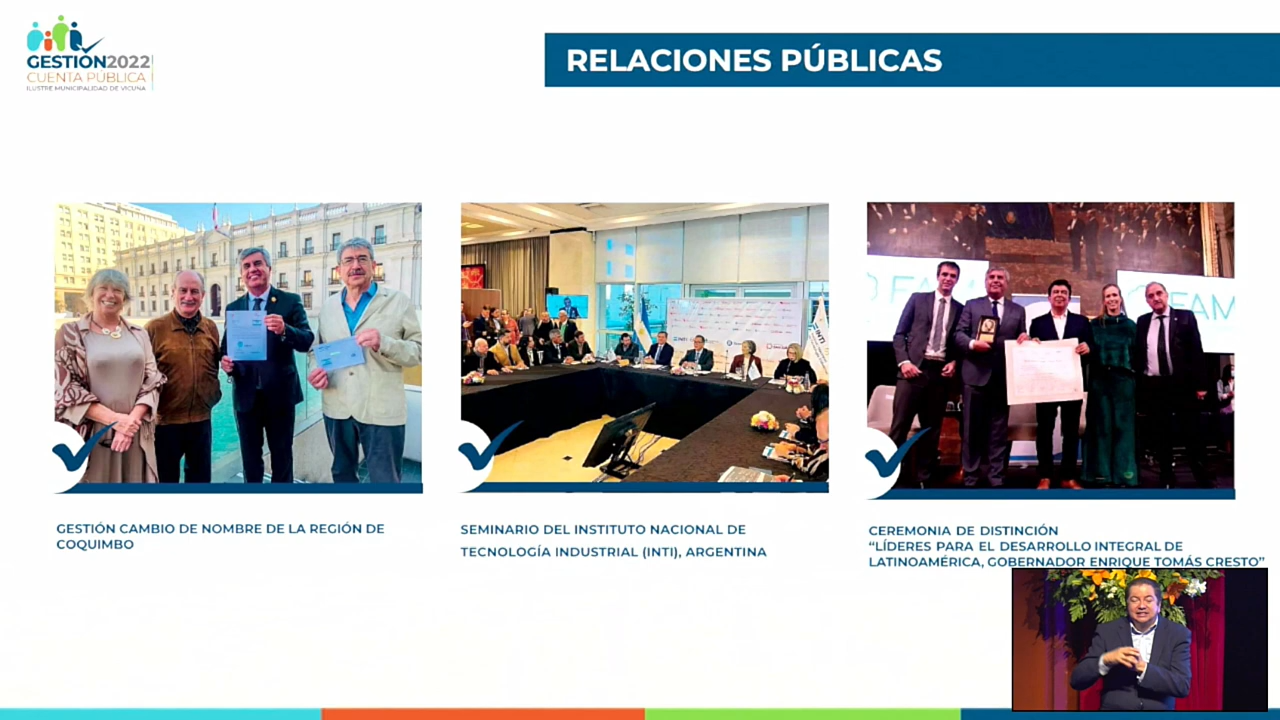 GESTIÓN2022
CUENTA PÚBLICA
ILUSTRE MUNICIPALIDAD DE VICUÑA
RELACIONES PÚBLICAS
INTI
FAM
GESTIÓN CAMBIO DE NOMBRE DE LA REGIÓN DE
COQUIMBO
SEMINARIO DEL INSTITUTO NACIONAL DE
TECNOLOGÍA INDUSTRIAL (INTI), ARGENTINA
CEREMONIA DE DISTINCIÓN
“LÍDERES PARA EL DESARROLLO INTEGRAL DE
LATINOAMÉRICA, GOBERNADOR ENRIQUE TOMÁS CRESTO”